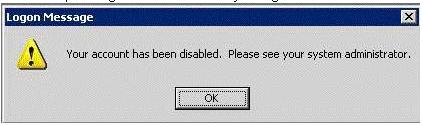 Logon Message
Your account has been disabled. Please see your system administrator.
OK